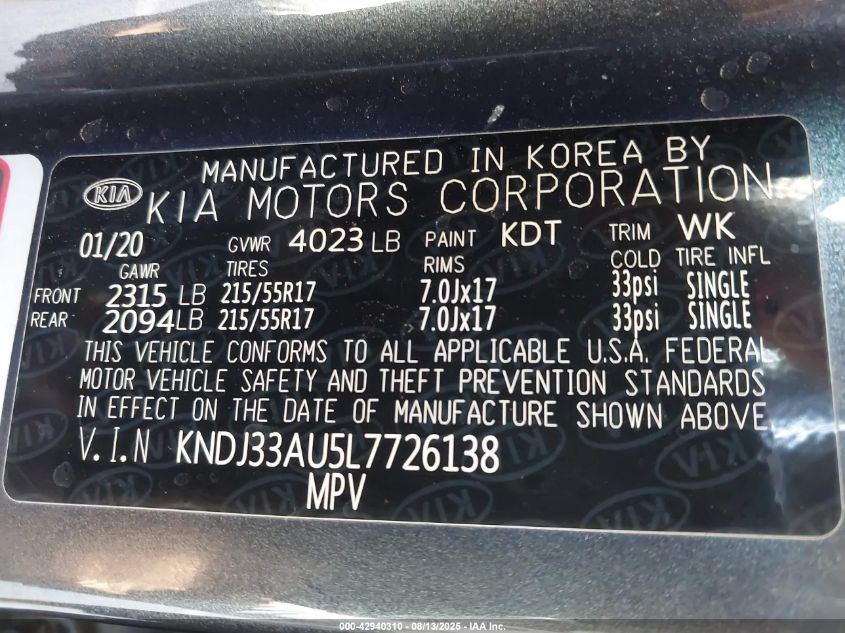 MANUFACTURED IN KOREA BY
KIA KIA MOTORS CORPORATION
01/20 GVWR 4023 LB PAINT KDT TRIM WK
GAWR TIRES RIMS COLD TIRE INFL
FRONT 2315 LB 215/55R17 7.0Jx17 33psi SINGLE
REAR 2094 LB 215/55R17 7.0Jx17 33psi SINGLE
THIS VEHICLE CONFORMS TO ALL APPLICABLE U.S.A. FEDERAL
MOTOR VEHICLE SAFETY AND THEFT PREVENTION STANDARDS
IN EFFECT ON THE DATE OF MANUFACTURE SHOWN ABOVE.
V.I.N KNDJ33AU5L7726138
MPV
000-42940310 - 08/13/2025 - IAA Inc.